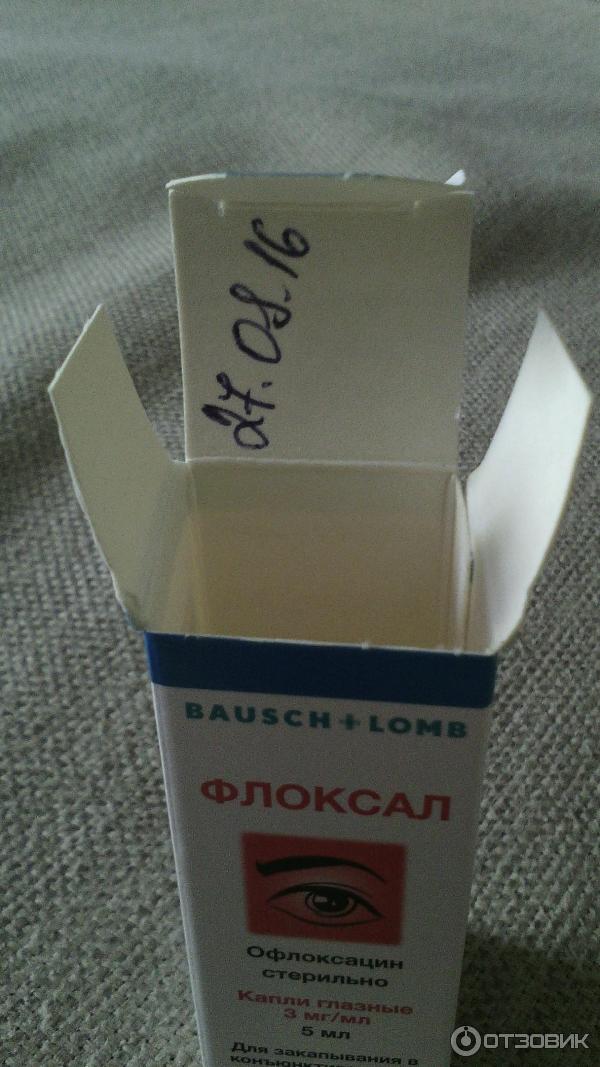 27.08.16
BAUSCH + LOMB
ФЛОКСАЛ
Офлоксацин
стерильно
Капли глазные
3 мг/мл
5 мл
Для закапывания в
ОТЗОВИК